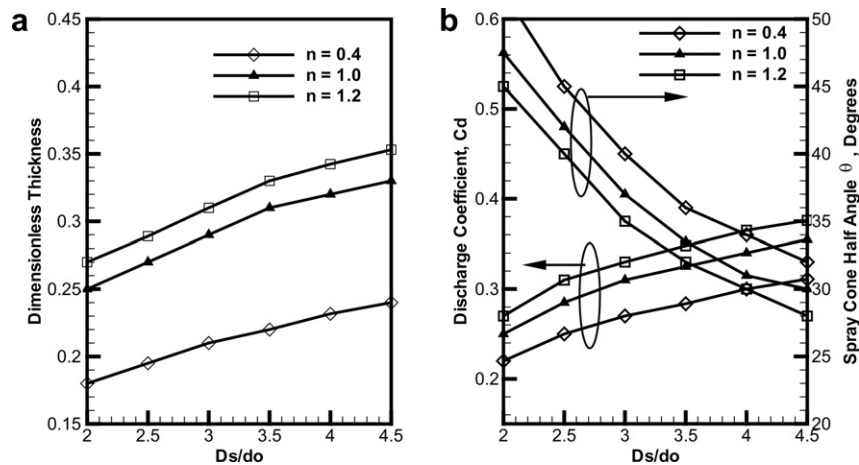 a
0.45
0.4
0.35
0.3
0.25
0.2
0.15
Dimensionless Thickness
n = 0.4
n = 1.0
n = 1.2
2
2.5
3
3.5
4
4.5
Ds/do
b
0.6
0.5
0.4
0.3
0.2
Discharge Coefficient, Cd
n = 0.4
n = 1.0
n = 1.2
50
45
40
35
30
25
20
Spray Cone Half Angle θ , Degrees
2
2.5
3
3.5
4
4.5
Ds/do